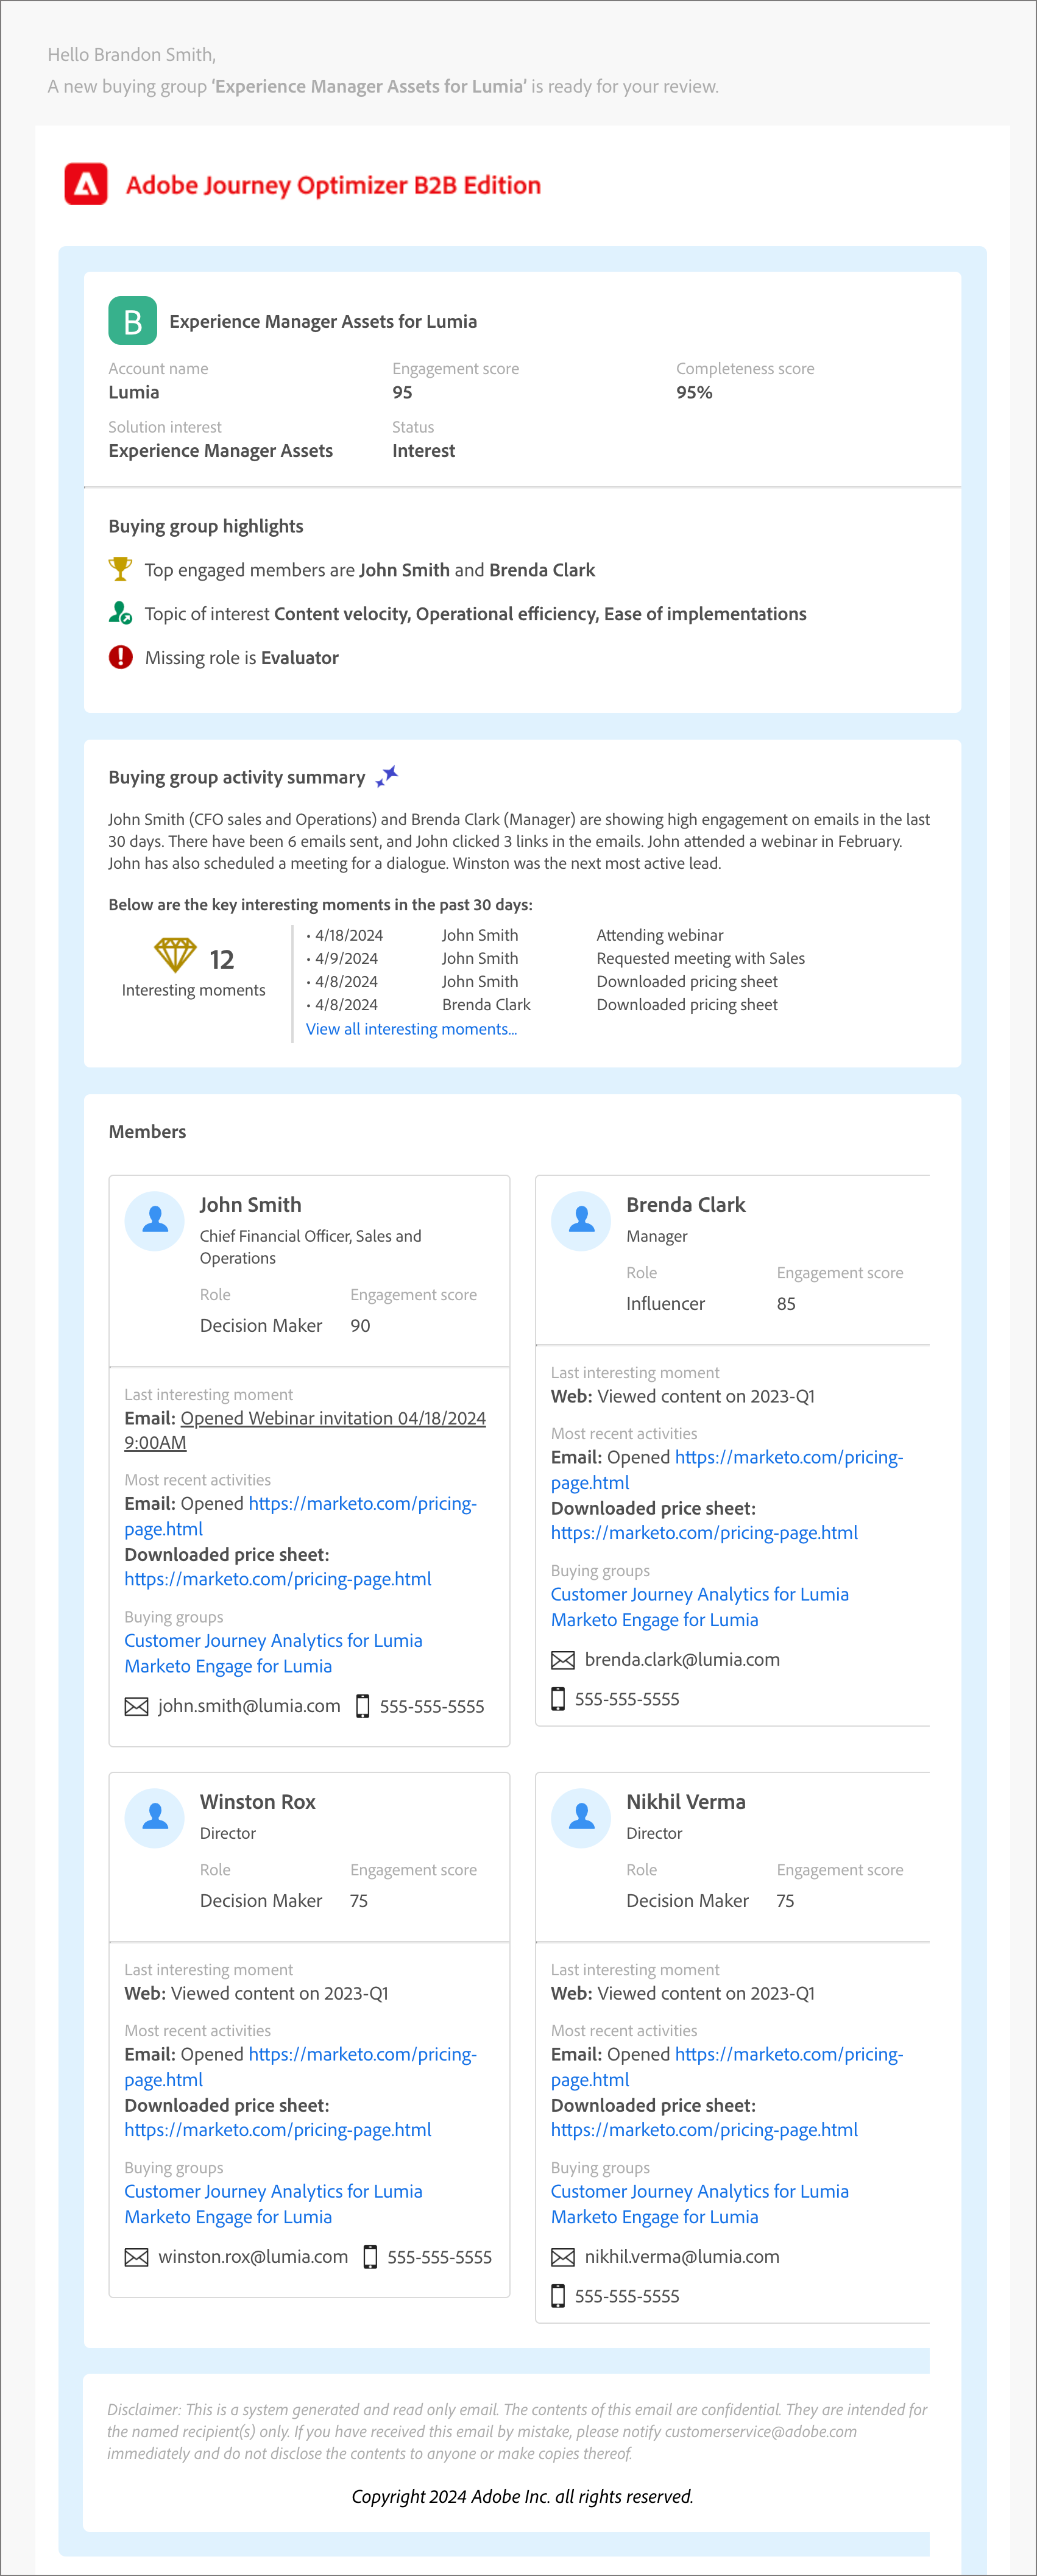 Hello Brandon Smith,
A new buying group ‘Experience Manager Assets for Lumia’ is ready for your review.
Adobe Journey Optimizer B2B Edition
B Experience Manager Assets for Lumia
Account name Engagement score Completeness score
Lumia 95 95%
Solution interest Status
Experience Manager Assets Interest
Buying group highlights
Top engaged members are John Smith and Brenda Clark
Topic of interest Content velocity, Operational efficiency, Ease of implementations
Missing role is Evaluator
Buying group activity summary
John Smith (CFO sales and Operations) and Brenda Clark (Manager) are showing high engagement on emails in the last
30 days. There have been 6 emails sent, and John clicked 3 links in the emails. John attended a webinar in February.
John has also scheduled a meeting for a dialogue. Winston was the next most active lead.
Below are the key interesting moments in the past 30 days:
12
Interesting moments
• 4/18/2024 John Smith Attending webinar
• 4/9/2024 John Smith Requested meeting with Sales
• 4/8/2024 John Smith Downloaded pricing sheet
• 4/8/2024 Brenda Clark Downloaded pricing sheet
View all interesting moments...
Members
John Smith
Chief Financial Officer, Sales and
Operations
Role Engagement score
Decision Maker 90
Last interesting moment
Email: Opened Webinar invitation 04/18/2024
9:00AM
Most recent activities
Email: Opened https://marketo.com/pricing-
page.html
Downloaded price sheet:
https://marketo.com/pricing-page.html
Buying groups
Customer Journey Analytics for Lumia
Marketo Engage for Lumia
john.smith@lumia.com 555-555-5555
Brenda Clark
Manager
Role Engagement score
Influencer 85
Last interesting moment
Web: Viewed content on 2023-Q1
Most recent activities
Email: Opened https://marketo.com/pricing-
page.html
Downloaded price sheet:
https://marketo.com/pricing-page.html
Buying groups
Customer Journey Analytics for Lumia
Marketo Engage for Lumia
brenda.clark@lumia.com
555-555-5555
Winston Rox
Director
Role Engagement score
Decision Maker 75
Last interesting moment
Web: Viewed content on 2023-Q1
Most recent activities
Email: Opened https://marketo.com/pricing-
page.html
Downloaded price sheet:
https://marketo.com/pricing-page.html
Buying groups
Customer Journey Analytics for Lumia
Marketo Engage for Lumia
winston.rox@lumia.com 555-555-5555
Nikhil Verma
Director
Role Engagement score
Decision Maker 75
Last interesting moment
Web: Viewed content on 2023-Q1
Most recent activities
Email: Opened https://marketo.com/pricing-
page.html
Downloaded price sheet:
https://marketo.com/pricing-page.html
Buying groups
Customer Journey Analytics for Lumia
Marketo Engage for Lumia
nikhil.verma@lumia.com
555-555-5555
Disclaimer: This is a system generated and read only email. The contents of this email are confidential. They are intended for
the named recipient(s) only. If you have received this email by mistake, please notify customerservice@adobe.com
immediately and do not disclose the contents to anyone or make copies thereof.
Copyright 2024 Adobe Inc. all rights reserved.